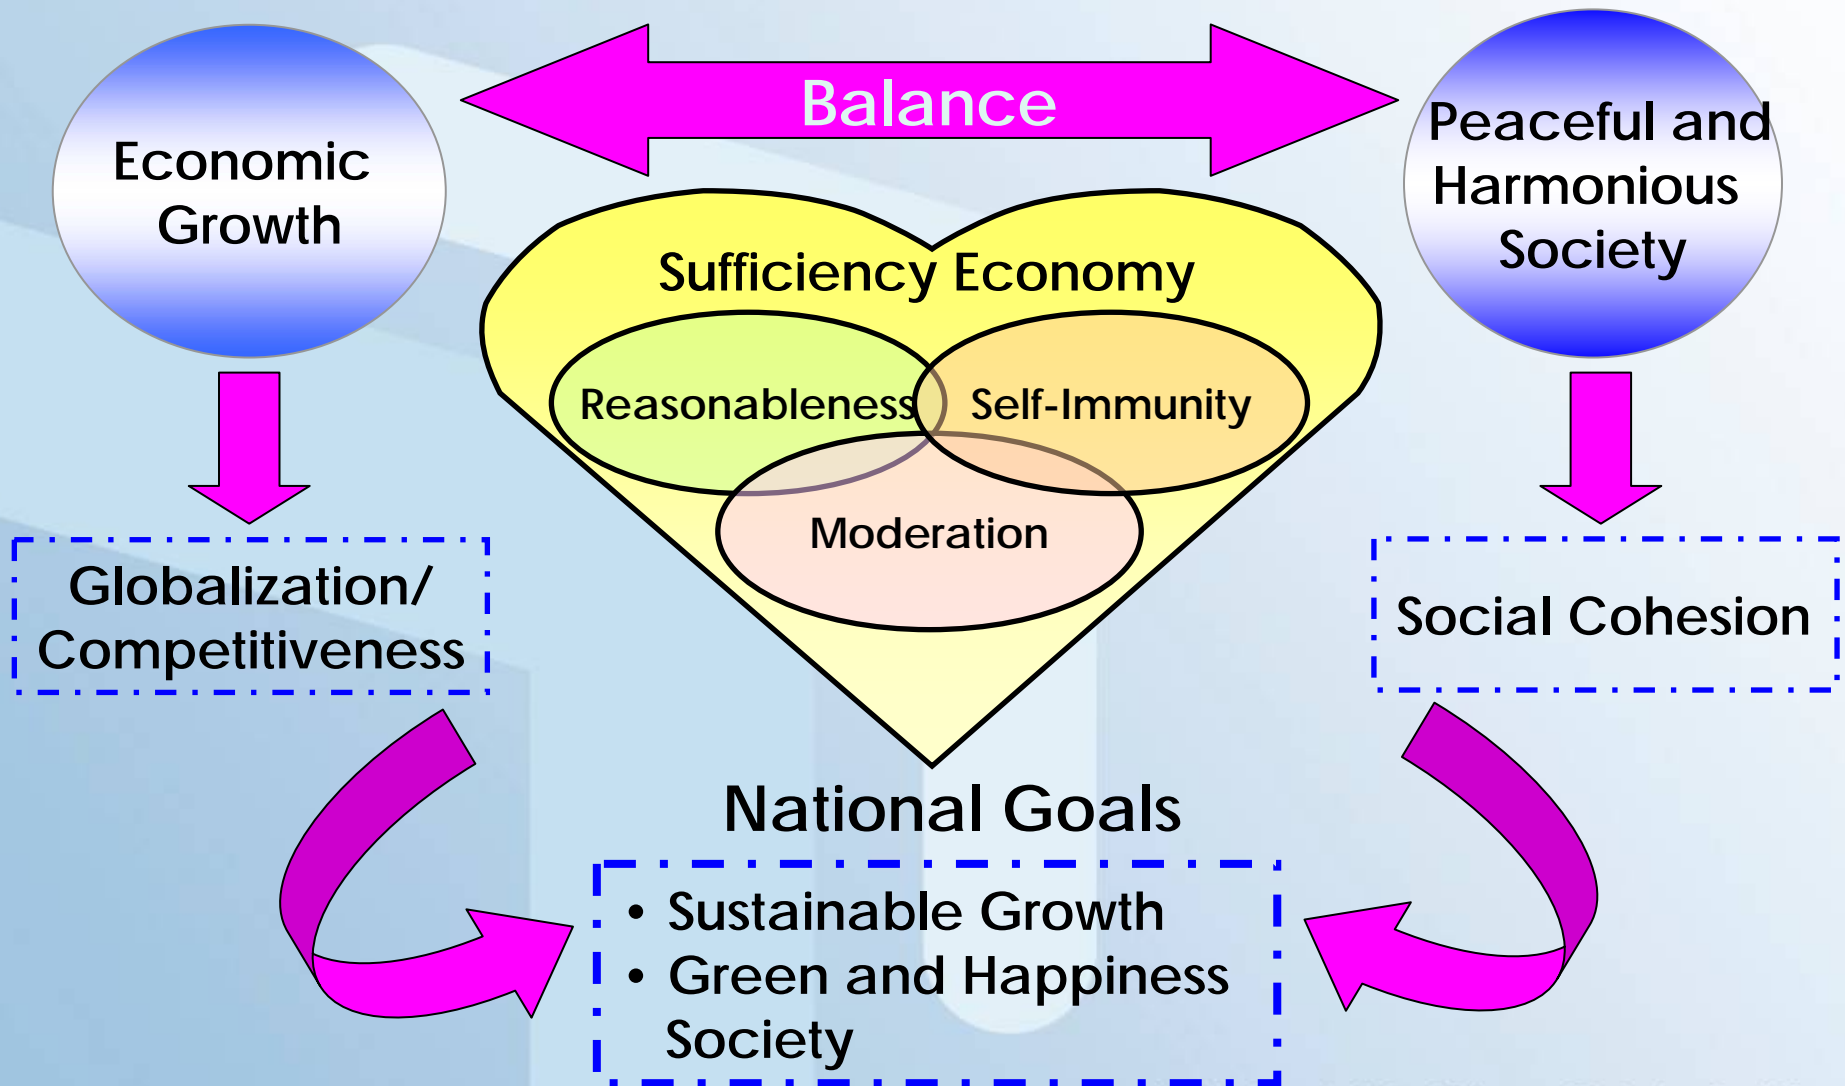 Balance
Economic
Growth
Peaceful and
Harmonious
Society
Sufficiency Economy
Reasonableness
Self-Immunity
Moderation
Globalization/
Competitiveness
Social Cohesion
National Goals
• Sustainable Growth
• Green and Happiness
Society